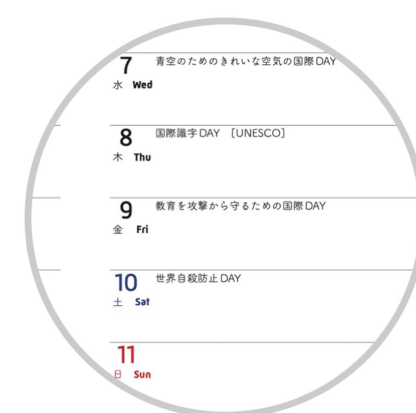 7 青空のためのきれいな空気の国際DAY
水 Wed
8 国際識字DAY 〔UNESCO〕
木 Thu
9 教育を攻撃から守るための国際DAY
金 Fri
10 世界自殺防止DAY
土 Sat
11
日 Sun